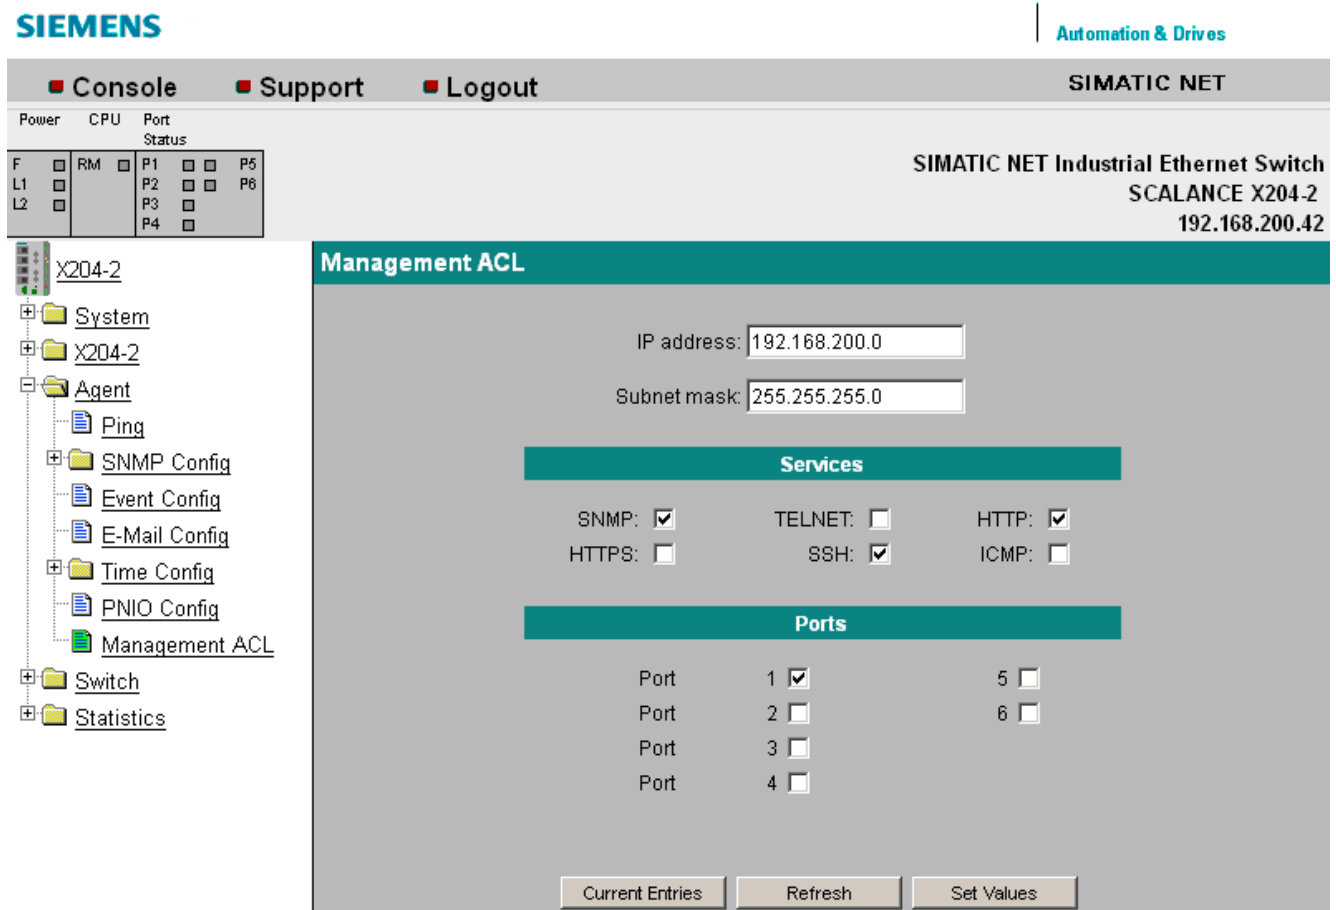 SIEMENS
Automation & Drives
Console Support Logout SIMATIC NET
Power CPU Port
Status
F RM P1 P5
L1 P2 P6
L2 P3
P4
SIMATIC NET Industrial Ethernet Switch
SCALANCE X204-2
192.168.200.42
X204-2
System
X204-2
Agent
Ping
SNMP Config
Event Config
E-Mail Config
Time Config
PNIO Config
Management ACL
Switch
Statistics
Management ACL
IP address: 192.168.200.0
Subnet mask: 255.255.255.0
Services
SNMP: TELNET: HTTP:
HTTPS: SSH: ICMP:
Ports
Port 1 5
Port 2 6
Port 3
Port 4
Current Entries Refresh Set Values